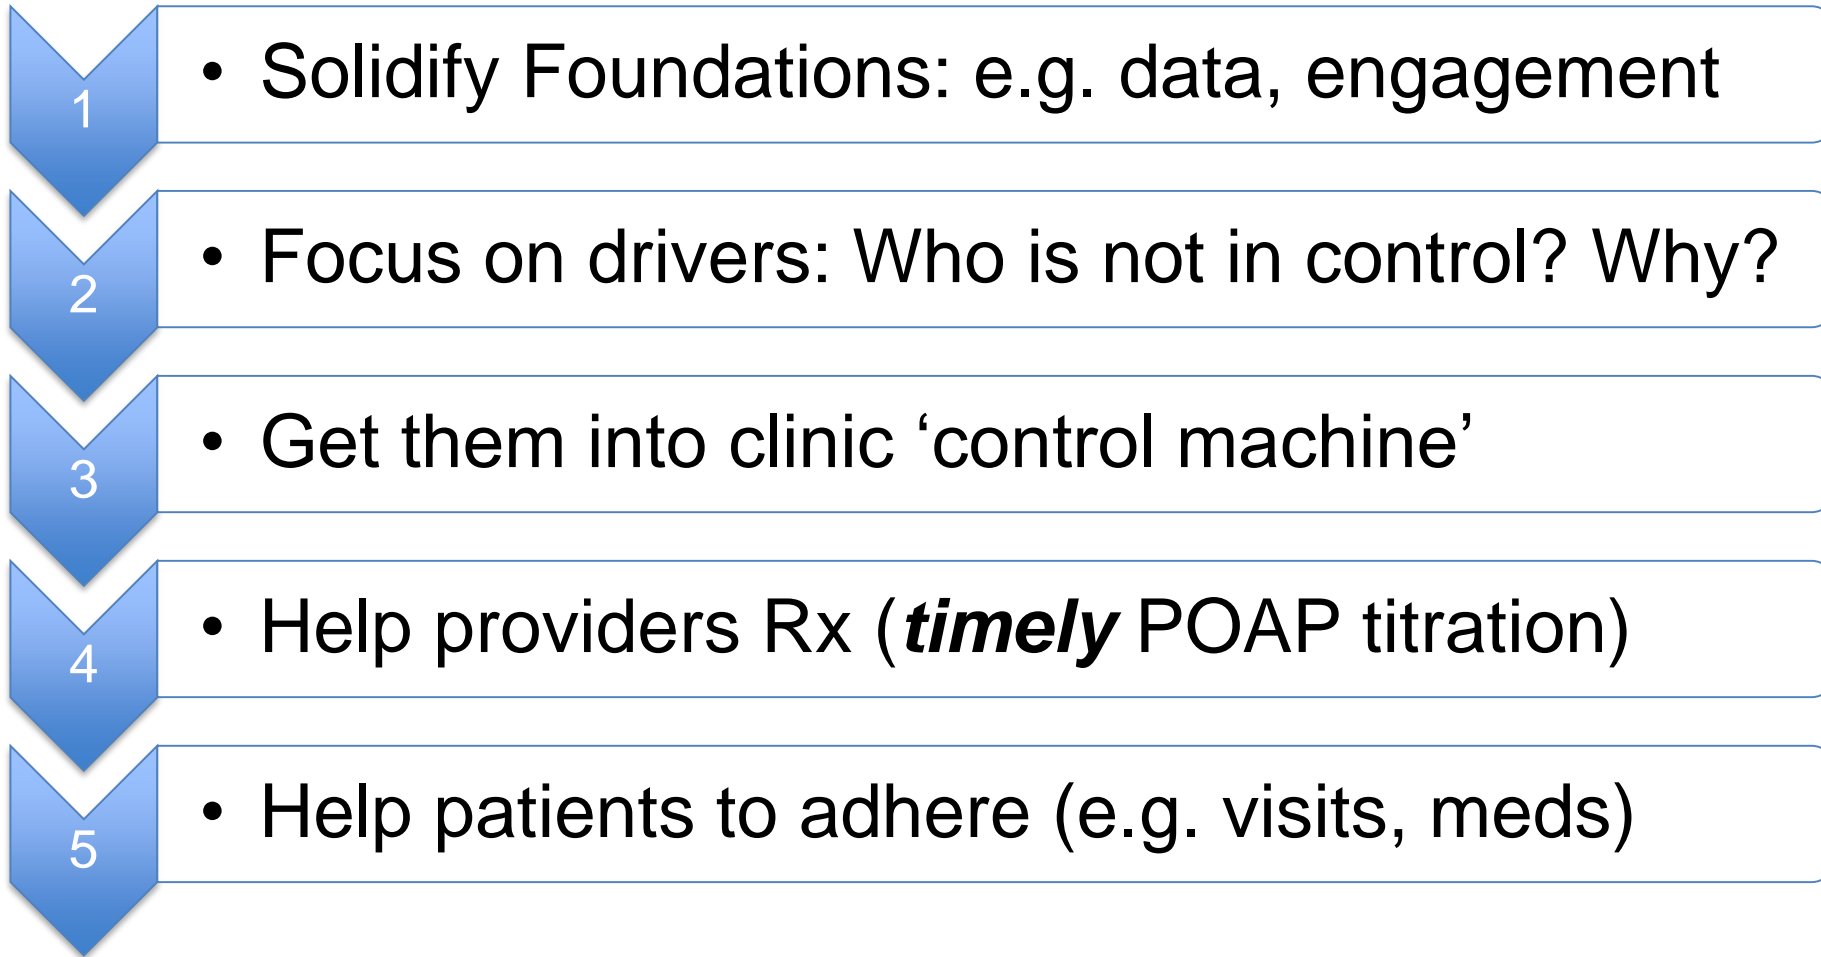 1
• Solidify Foundations: e.g. data, engagement
2
• Focus on drivers: Who is not in control? Why?
3
• Get them into clinic ‘control machine’
4
• Help providers Rx (timely POAP titration)
5
• Help patients to adhere (e.g. visits, meds)